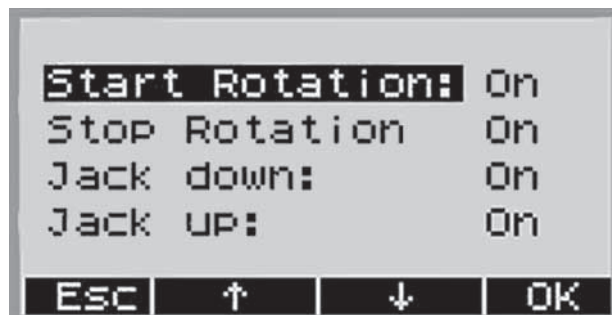 Start Rotation: On
Stop Rotation On
Jack down: On
Jack up: On
Esc ↑ ↓ OK